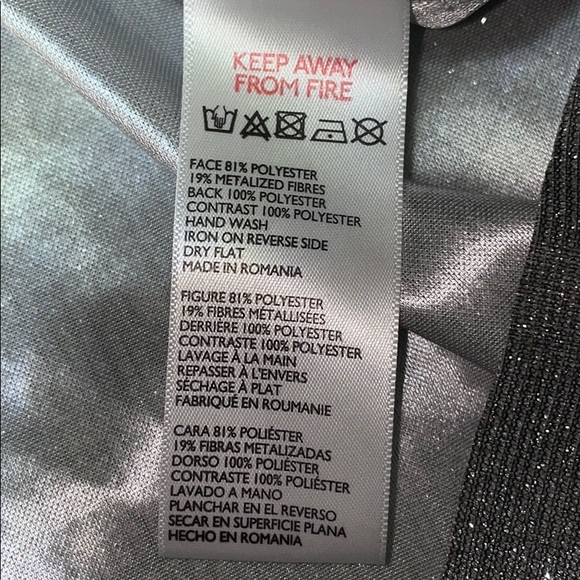 KEEP AWAY
FROM FIRE
FACE 81% POLYESTER
19% METALIZED FIBRES
BACK 100% POLYESTER
CONTRAST 100% POLYESTER
HAND WASH
IRON ON REVERSE SIDE
DRY FLAT
MADE IN ROMANIA
FIGURE 81% POLYESTER
19% FIBRES MÉTALLISÉES
DERRIÈRE 100% POLYESTER
CONTRASTE 100% POLYESTER
LAVAGE À LA MAIN
REPASSER À L'ENVERS
SÉCHAGE À PLAT
FABRIQUÉ EN ROUMANIE
CARA 81% POLIÉSTER
19% FIBRAS METALIZADAS
DORSO 100% POLIÉSTER
CONTRASTE 100% POLIÉSTER
LAVADO A MANO
PLANCHAR EN EL REVERSO
SECAR EN SUPERFICIE PLANA
HECHO EN ROMANIA